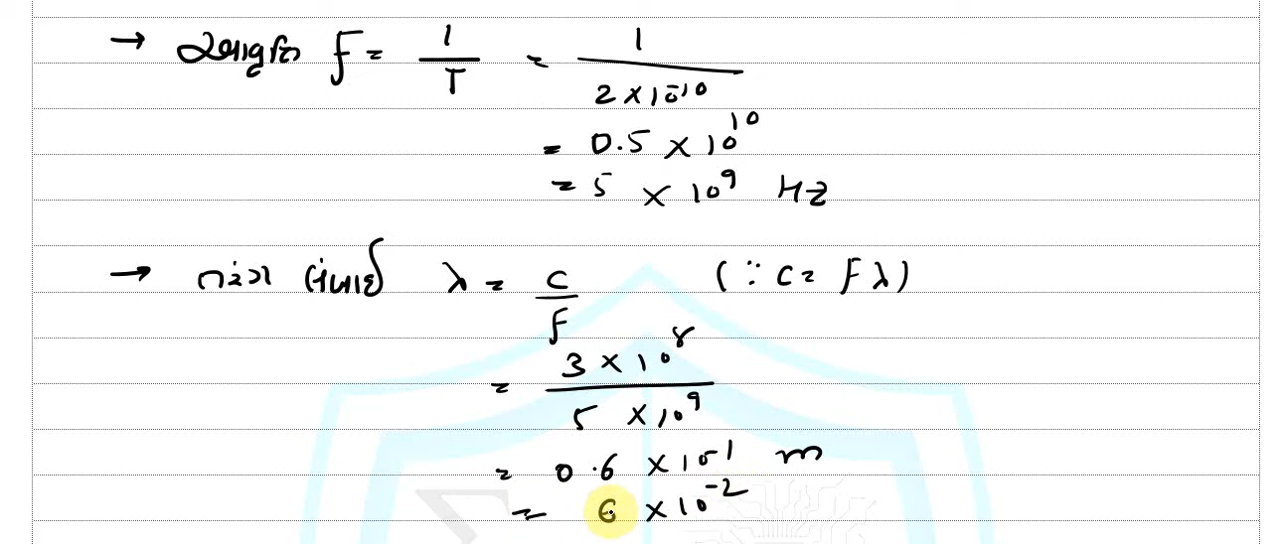 → આવૃત્તિ F = 1/T = 1/(2 × 10⁻¹⁰)
= 0.5 × 10¹⁰
= 5 × 10⁹ Hz
→ તરંગ લંબાઈ λ = c/F (∵ c = Fλ)
= (3 × 10⁸)/(5 × 10⁹)
= 0.6 × 10⁻¹ m
= 6 × 10⁻²